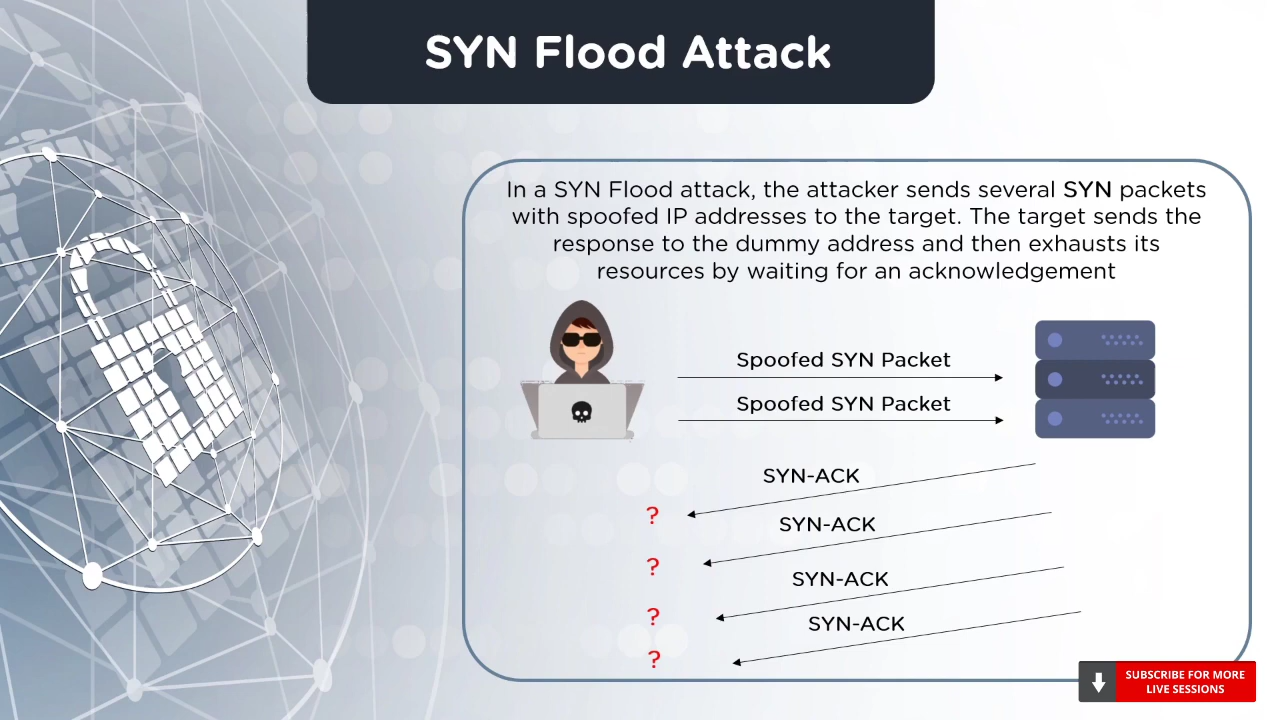 SYN Flood Attack
In a SYN Flood attack, the attacker sends several SYN packets
with spoofed IP addresses to the target. The target sends the
response to the dummy address and then exhausts its
resources by waiting for an acknowledgement
Spoofed SYN Packet
Spoofed SYN Packet
SYN-ACK
?
SYN-ACK
?
SYN-ACK
?
SYN-ACK
?
SUBSCRIBE FOR MORE
LIVE SESSIONS